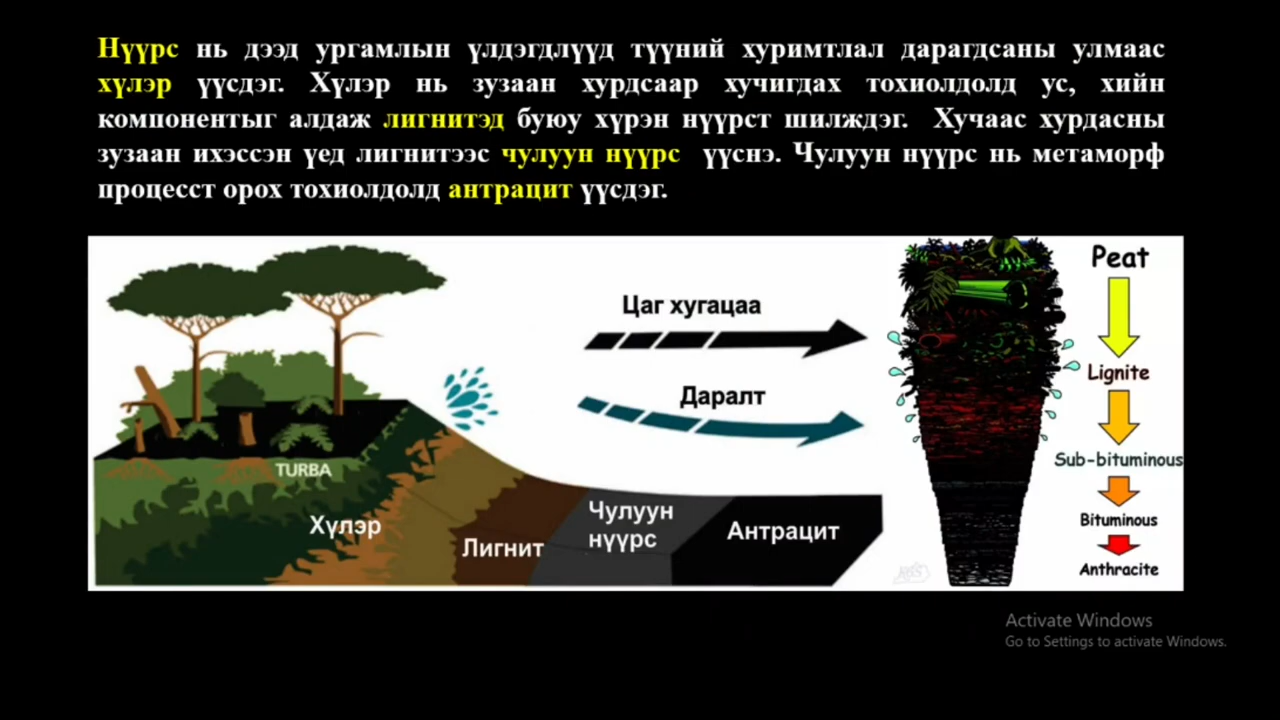 Нүүрс нь дээд ургамлын үлдэгдлүүд түүний хуримтлал дарагдсаны улмаас
хүлэр үүсдэг. Хүлэр нь зузаан хурдсаар хучигдах тохиолдолд ус, хийн
компонентыг алдаж лигнитэд буюу хүрэн нүүрст шилждэг. Хучаас хурдасны
зузаан ихэссэн үед лигнитээс чулуун нүүрс үүснэ. Чулуун нүүрс нь метаморф
процесст орох тохиолдолд антрацит үүсдэг.
Цаг хугацаа
Даралт
TURBA
Хүлэр
Лигнит
Чулуун
нүүрс
Антрацит
Peat
Lignite
Sub-bituminous
Bituminous
Anthracite
Activate Windows
Go to Settings to activate Windows.